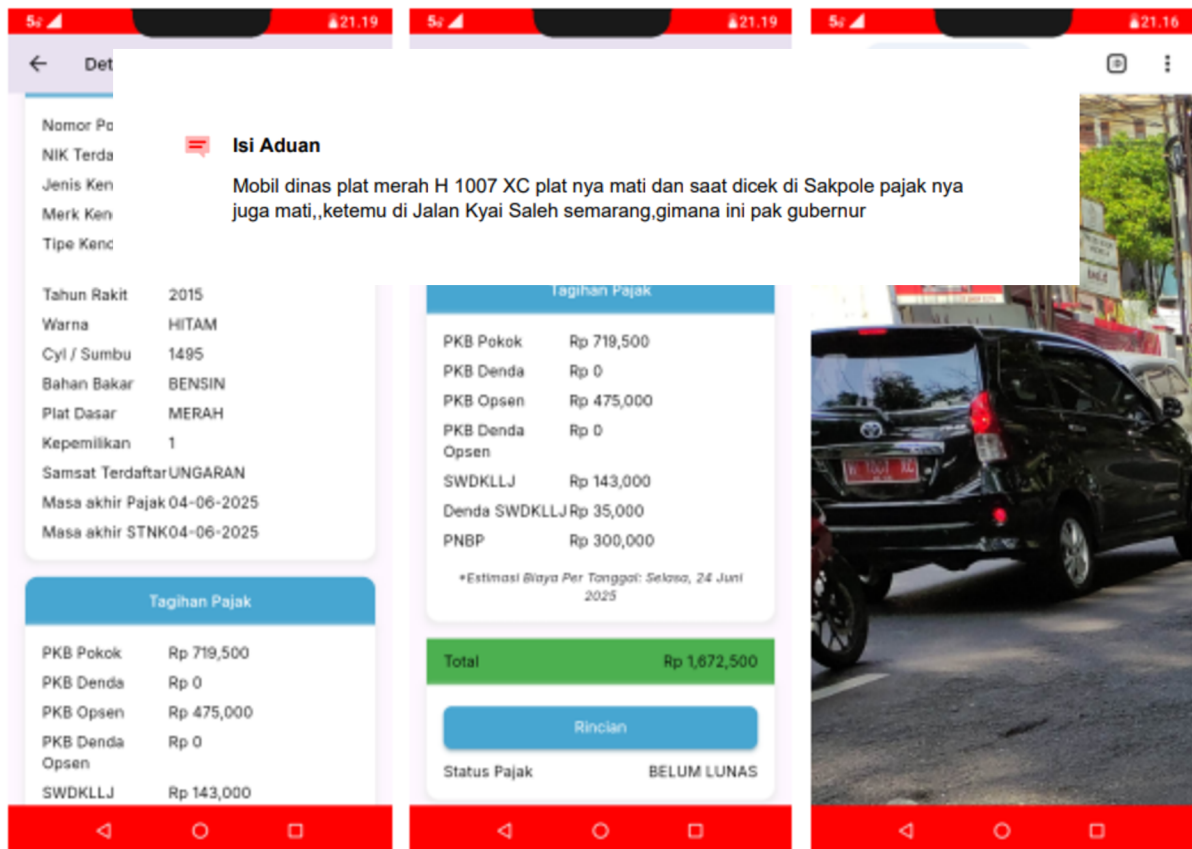 5G 21.19
Det
Nomor Po
NIK Terda
Jenis Ken
Merk Ken
Tipe Kend
Tahun Rakit 2015
Warna HITAM
Cyl / Sumbu 1495
Bahan Bakar BENSIN
Plat Dasar MERAH
Kepemilikan 1
Samsat Terdaftar UNGARAN
Masa akhir Pajak 04-06-2025
Masa akhir STNK 04-06-2025
Tagihan Pajak
PKB Pokok Rp 719,500
PKB Denda Rp 0
PKB Opsen Rp 475,000
PKB Denda Rp 0
Opsen
SWDKLLJ Rp 143,000
Isi Aduan
Mobil dinas plat merah H 1007 XC plat nya mati dan saat dicek di Sakpole pajak nya
juga mati,,ketemu di Jalan Kyai Saleh semarang,gimana ini pak gubernur
5G 21.19
Tagihan Pajak
PKB Pokok Rp 719,500
PKB Denda Rp 0
PKB Opsen Rp 475,000
PKB Denda Rp 0
Opsen
SWDKLLJ Rp 143,000
Denda SWDKLLJ Rp 35,000
PNBP Rp 300,000
*Estimasi Biaya Per Tanggal: Selasa, 24 Juni
2025
Total Rp 1,672,500
Rincian
Status Pajak BELUM LUNAS
5G 21.16
H 1007 XC